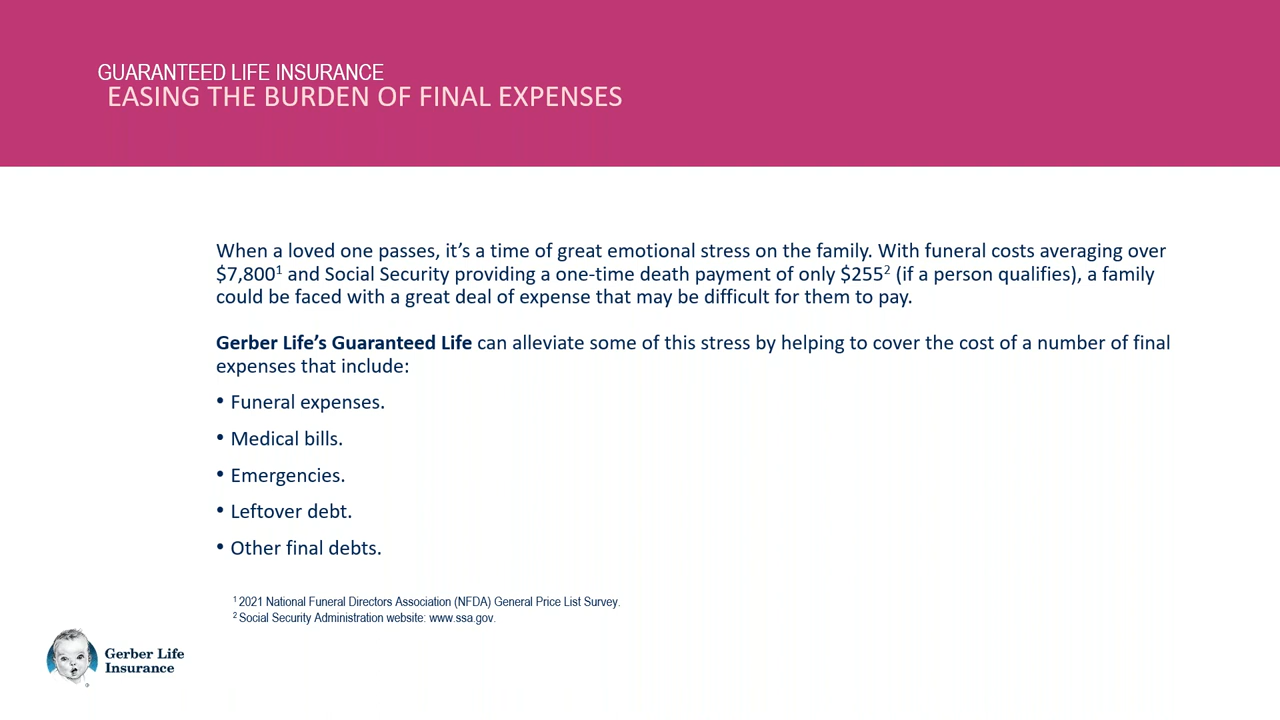 GUARANTEED LIFE INSURANCE
EASING THE BURDEN OF FINAL EXPENSES
When a loved one passes, it’s a time of great emotional stress on the family. With funeral costs averaging over
$7,800¹ and Social Security providing a one-time death payment of only $255² (if a person qualifies), a family
could be faced with a great deal of expense that may be difficult for them to pay.
Gerber Life’s Guaranteed Life can alleviate some of this stress by helping to cover the cost of a number of final
expenses that include:
• Funeral expenses.
• Medical bills.
• Emergencies.
• Leftover debt.
• Other final debts.
¹ 2021 National Funeral Directors Association (NFDA) General Price List Survey.
² Social Security Administration website: www.ssa.gov.
Gerber Life
Insurance
®